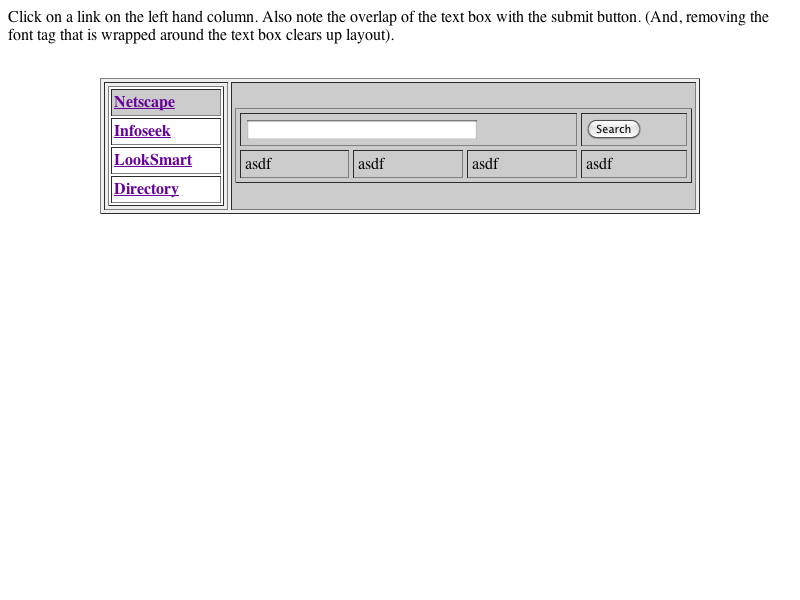 Click on a link on the left hand column. Also note the overlap of the text box with the submit button. (And, removing the
font tag that is wrapped around the text box clears up layout).
Netscape
Infoseek
LookSmart
Directory
Search
asdf asdf asdf asdf